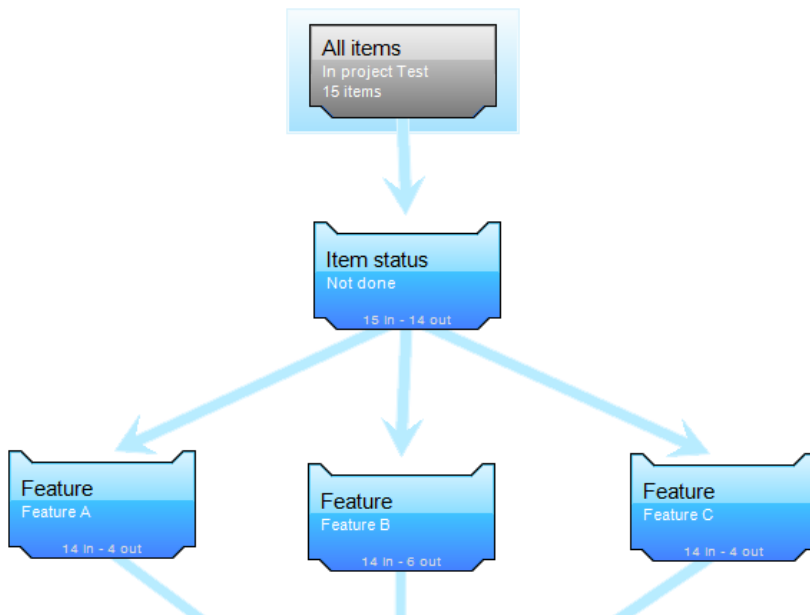 All items
In project Test
15 items
Item status
Not done
15 in - 14 out
Feature
Feature A
14 in - 4 out
Feature
Feature B
14 in - 6 out
Feature
Feature C
14 in - 4 out